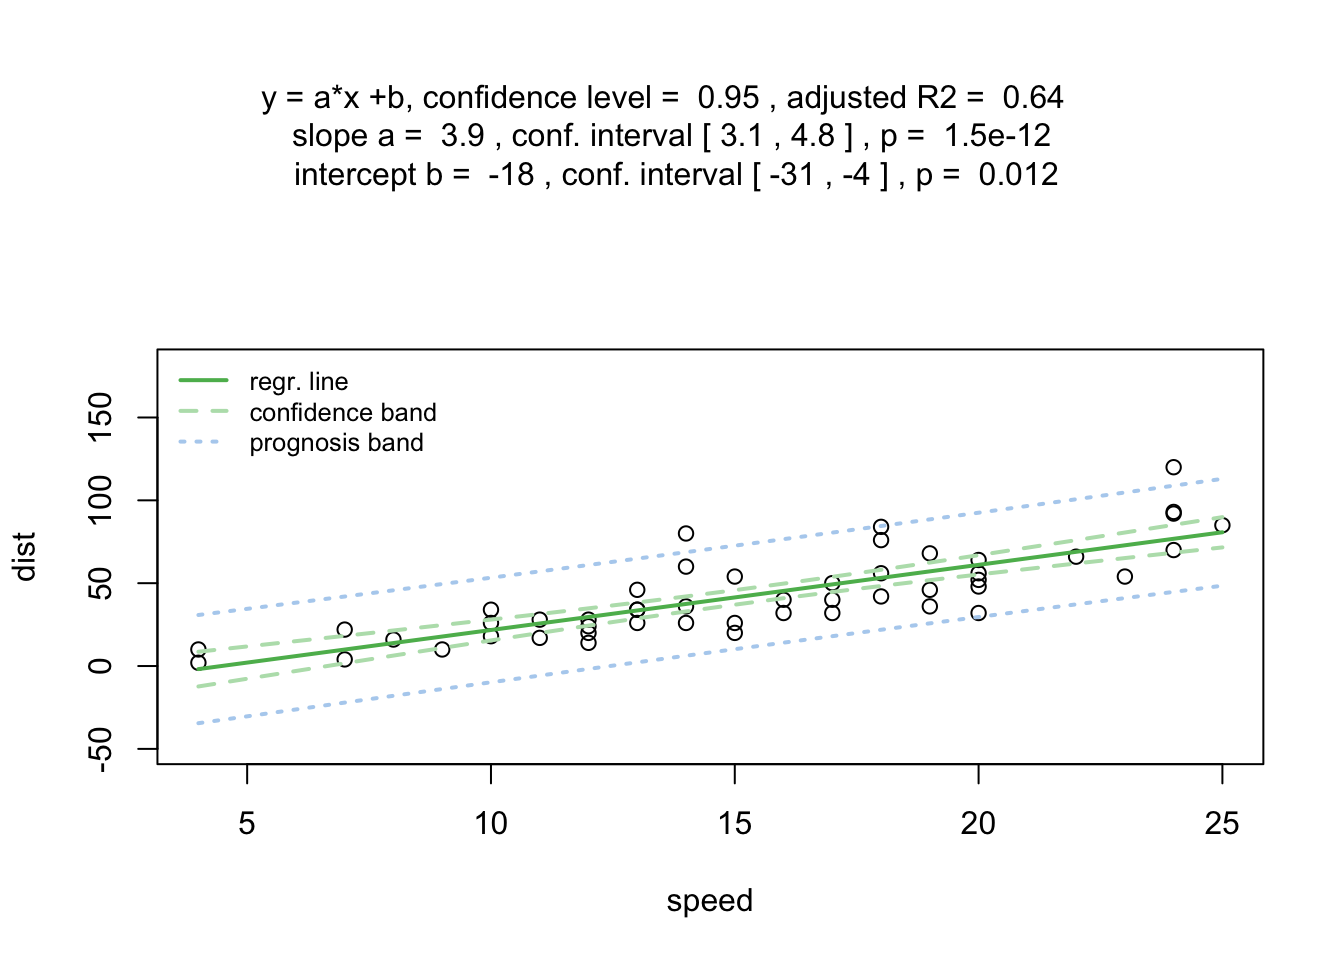 y = a*x +b, confidence level =  0.95 , adjusted R2 =  0.64
slope a =  3.9 , conf. interval [ 3.1 , 4.8 ] , p =  1.5e-12
intercept b =  -18 , conf. interval [ -31 , -4 ] , p =  0.012
regr. line
confidence band
prognosis band
150
100
50
0
-50
dist
5 10 15 20 25
speed